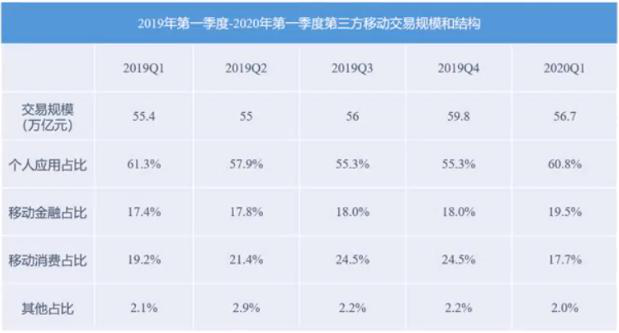 2019年第一季度-2020年第一季度第三方移动交易规模和结构
2019Q1 2019Q2 2019Q3 2019Q4 2020Q1
交易规模
(万亿元) 55.4 55 56 59.8 56.7
个人应用占比 61.3% 57.9% 55.3% 55.3% 60.8%
移动金融占比 17.4% 17.8% 18.0% 18.0% 19.5%
移动消费占比 19.2% 21.4% 24.5% 24.5% 17.7%
其他占比 2.1% 2.9% 2.2% 2.2% 2.0%